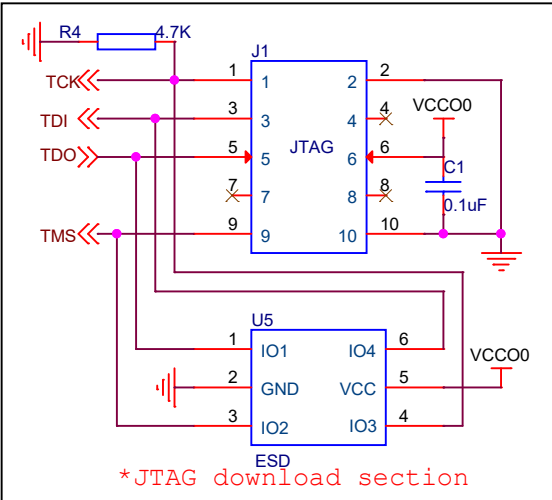 R4 4.7K
J1
TCK 1 1 2 2
VCCO0
TDI 3 3 4 4
TDO 5 5 JTAG 6 6
C1
7 7 8 8
0.1uF
TMS 9 9 10 10
U5
1 IO1 IO4 6
VCCO0
2 GND VCC 5
3 IO2 IO3 4
ESD
*JTAG download section